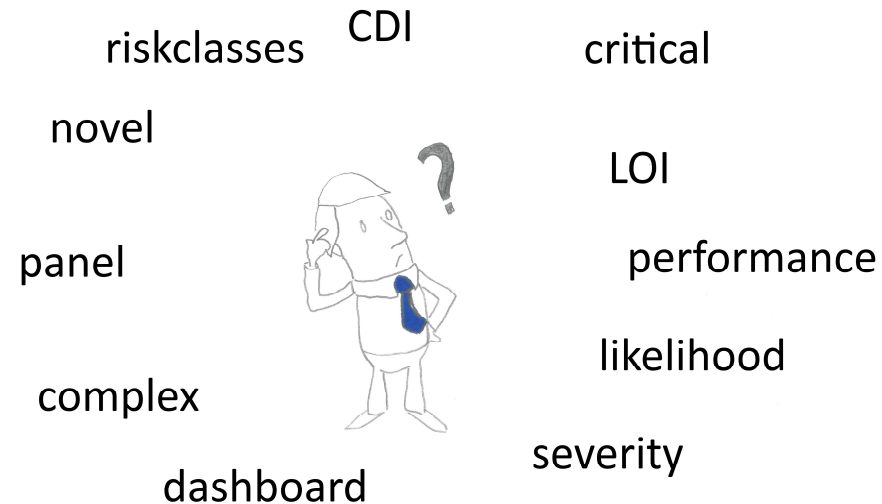 CDI
riskclasses
critical
novel
LOI
panel
performance
likelihood
complex
severity
dashboard
?